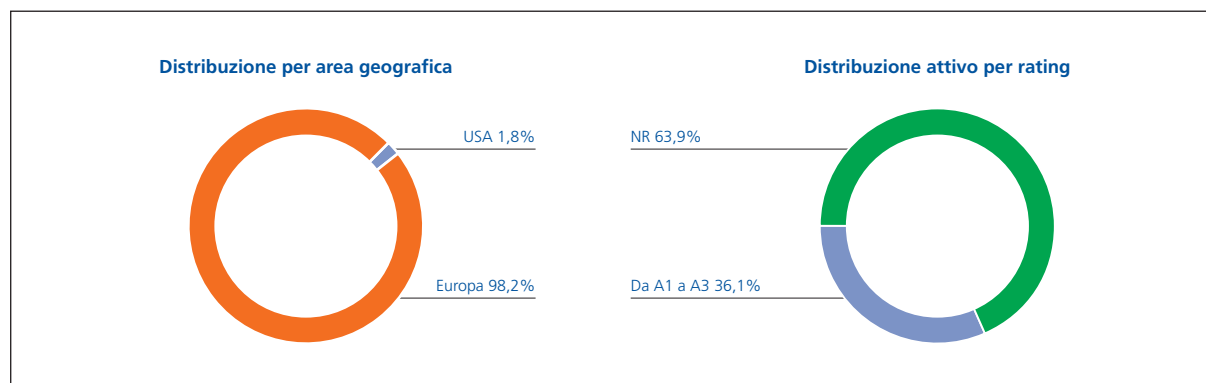 Distribuzione per area geografica
USA 1,8%
Europa 98,2%
Distribuzione attivo per rating
NR 63,9%
Da A1 a A3 36,1%